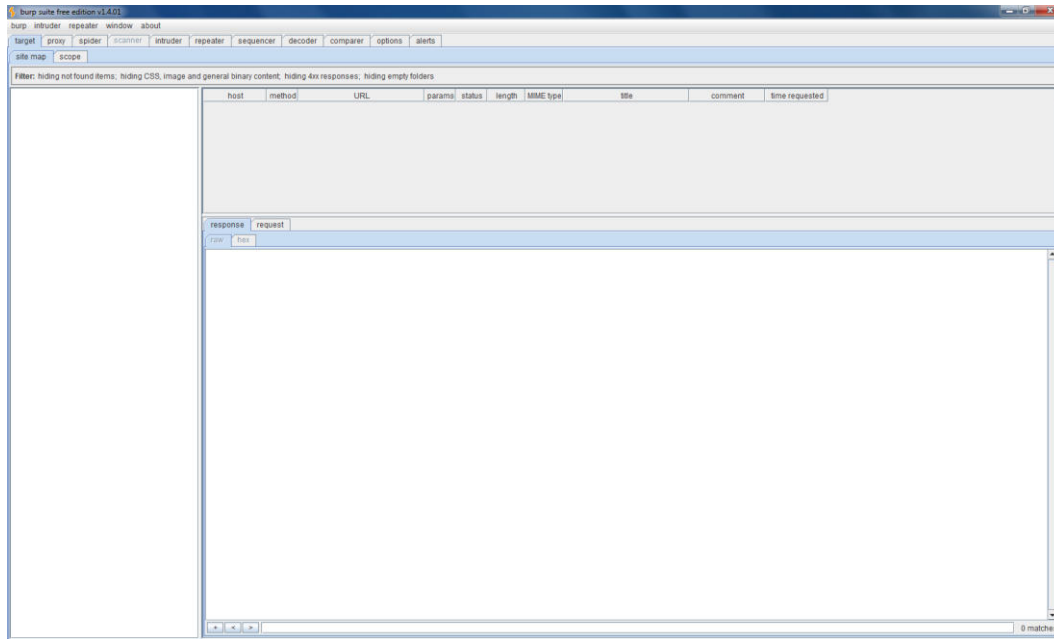 burp suite free edition v1.4.01
burp intruder repeater window about
target proxy spider scanner intruder repeater sequencer decoder comparer options alerts
site map scope
Filter: hiding not found items; hiding CSS, image and general binary content; hiding 4xx responses; hiding empty folders
host method URL params status length MIME type title comment time requested
response request
raw hex
+ < > 0 matches